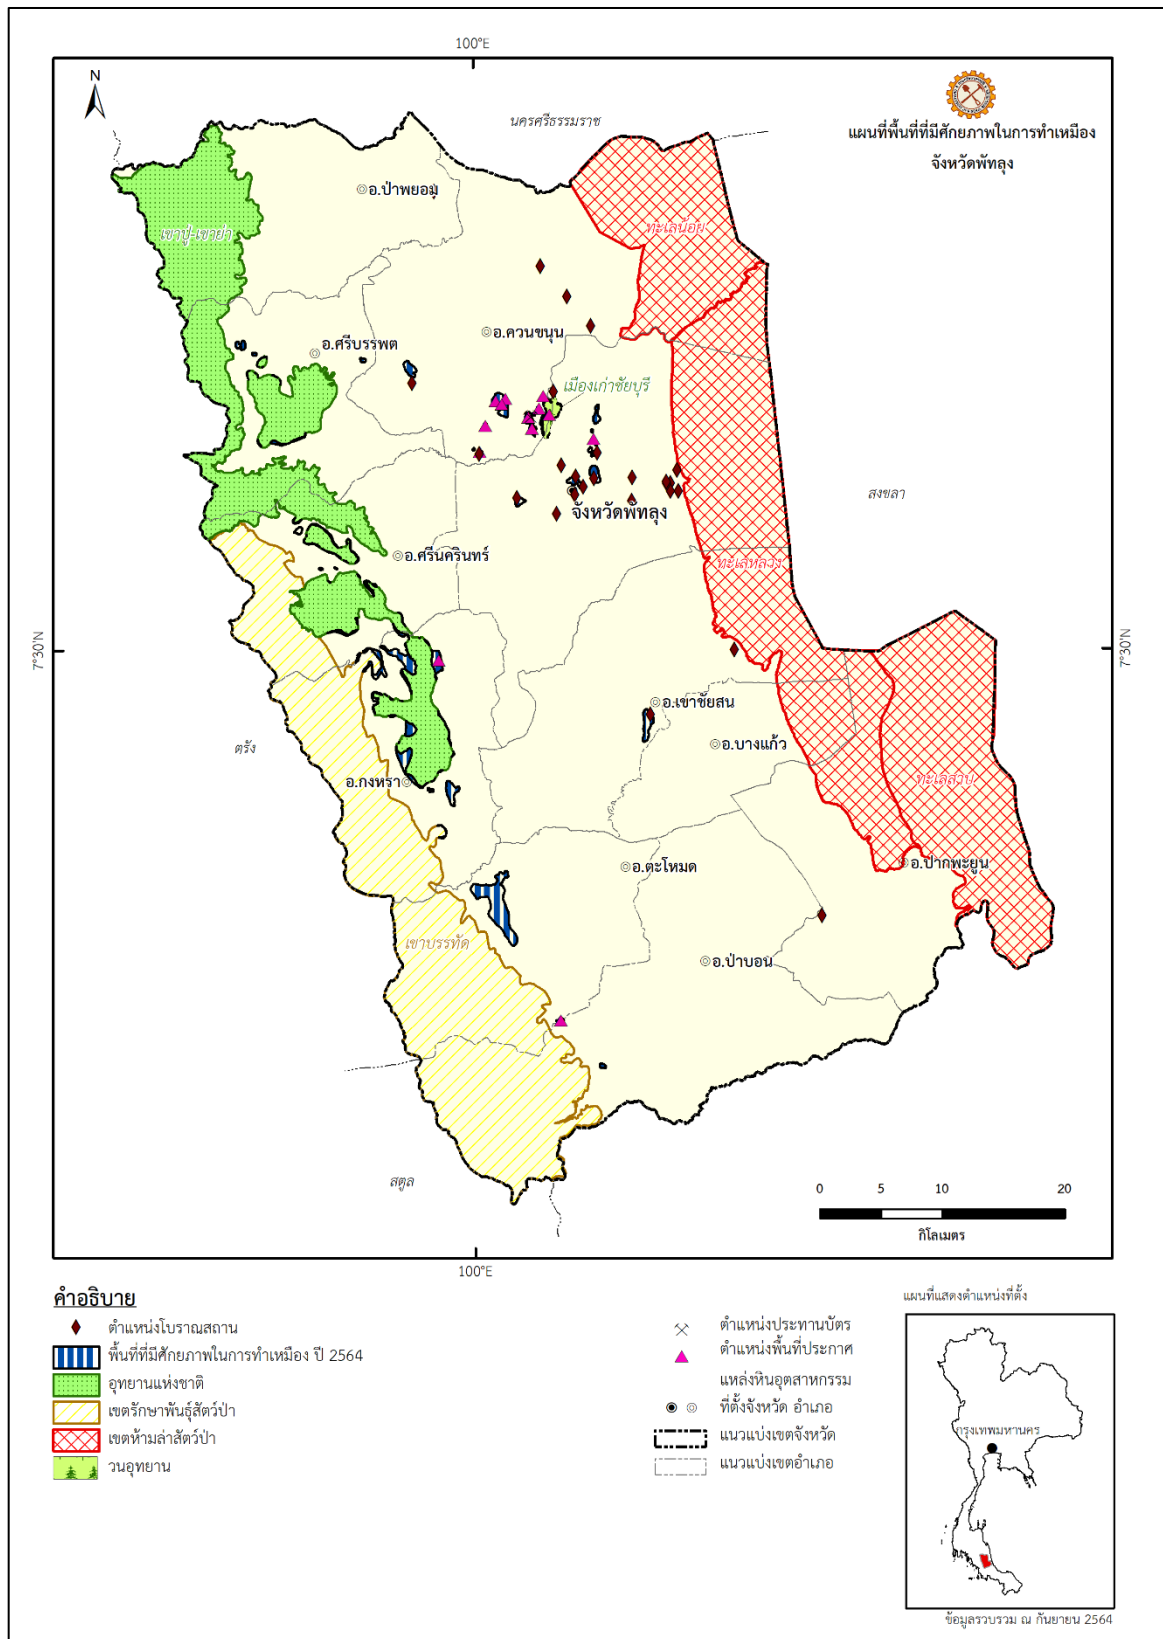 100°E
N
นครศรีธรรมราช
แผนที่พื้นที่ที่มีศักยภาพในการทำเหมือง
จังหวัดพัทลุง
อ.ป่าพยอม
เขาปู่-เขาย่า
ทะเลน้อย
อ.ควนขนุน
อ.ศรีบรรพต
เมืองเก่าชัยบุรี
สงขลา
จังหวัดพัทลุง
อ.ศรีนครินทร์
ทะเลหลวง
7°30'N
7°30'N
อ.เขาชัยสน
ตรัง
อ.บางแก้ว
อ.กงหรา
ทะเลสาบ
อ.ตะโหมด
อ.ปากพะยูน
เขาบรรทัด
อ.ป่าบอน
สตูล
0 5 10 20
กิโลเมตร
100°E
คำอธิบาย
ตำแหน่งโบราณสถาน
พื้นที่ที่มีศักยภาพในการทำเหมือง ปี 2564
อุทยานแห่งชาติ
เขตรักษาพันธุ์สัตว์ป่า
เขตห้ามล่าสัตว์ป่า
วนอุทยาน
ตำแหน่งประทานบัตร
ตำแหน่งพื้นที่ประกาศ
แหล่งหินอุตสาหกรรม
ที่ตั้งจังหวัด อำเภอ
แนวแบ่งเขตจังหวัด
แนวแบ่งเขตอำเภอ
แผนที่แสดงตำแหน่งที่ตั้ง
กรุงเทพมหานคร
ข้อมูลรวบรวม ณ กันยายน 2564